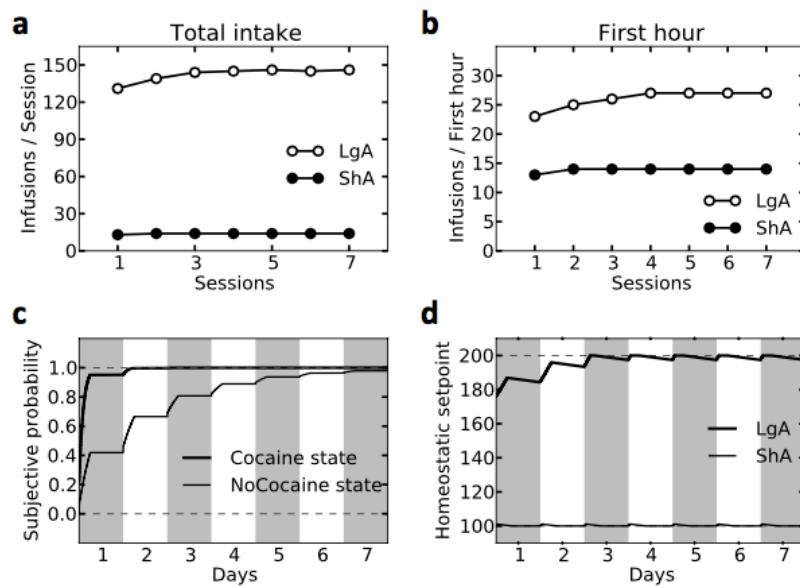 a
Total intake
Infusions / Session
150
120
90
60
30
0
LgA
ShA
1
3
5
7
Sessions
b
First hour
Infusions / First hour
30
25
20
15
10
5
0
LgA
ShA
1
2
3
4
5
6
7
Sessions
c
Subjective probability
1.0
0.8
0.6
0.4
0.2
0.0
Cocaine state
NoCocaine state
1
2
3
4
5
6
7
Days
d
Homeostatic setpoint
200
180
160
140
120
100
LgA
ShA
1
2
3
4
5
6
7
Days